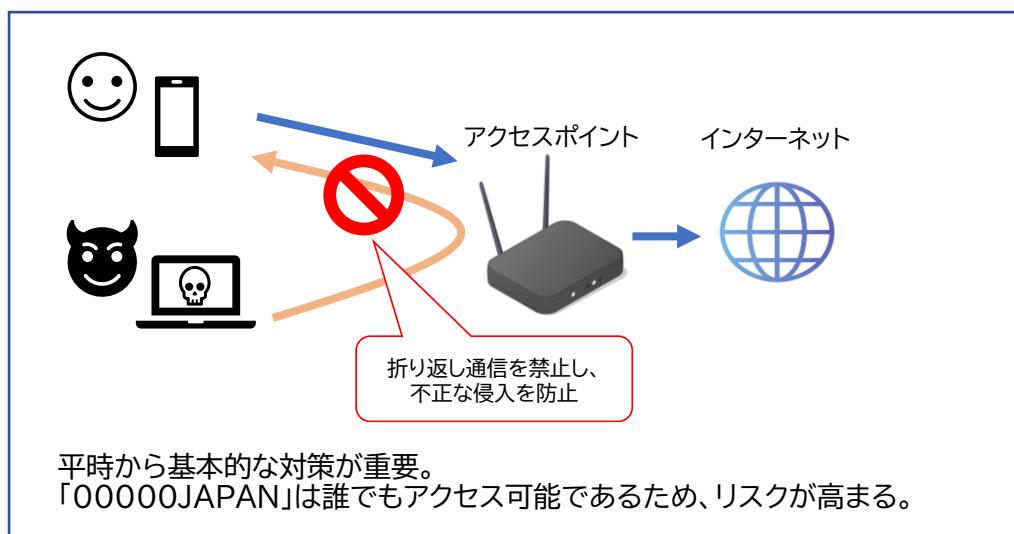 アクセスポイント
インターネット
折り返し通信を禁止し、
不正な侵入を防止
平時から基本的な対策が重要。
「00000JAPAN」は誰でもアクセス可能であるため、リスクが高まる。